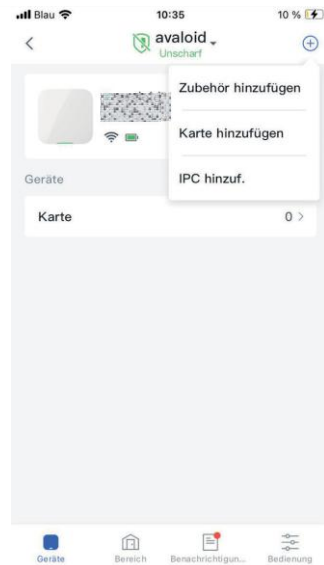 Blau 10:35 10 %
avaloid
Unscharf
Zubehör hinzufügen
Karte hinzufügen
IPC hinzuf.
Geräte
Karte 0
Geräte Bereich Benachrichtigun... Bedienung